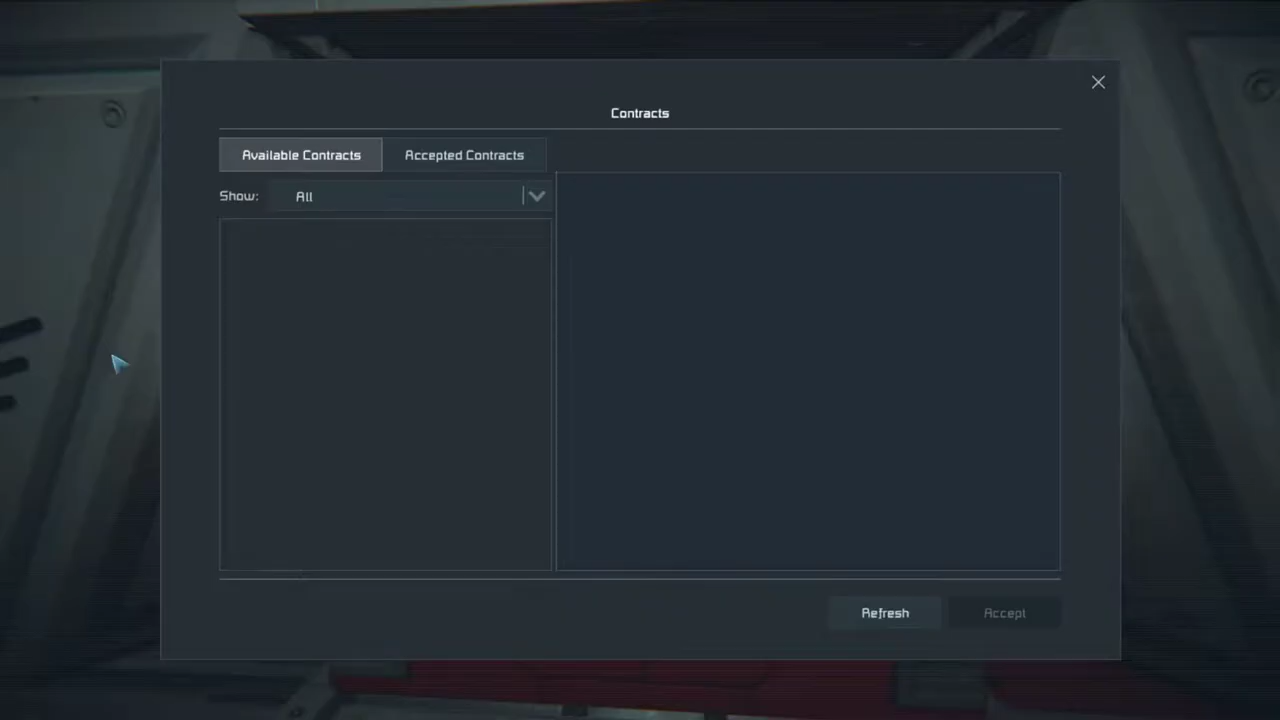 Contracts
Available Contracts
Accepted Contracts
Show:
All
Refresh
Accept